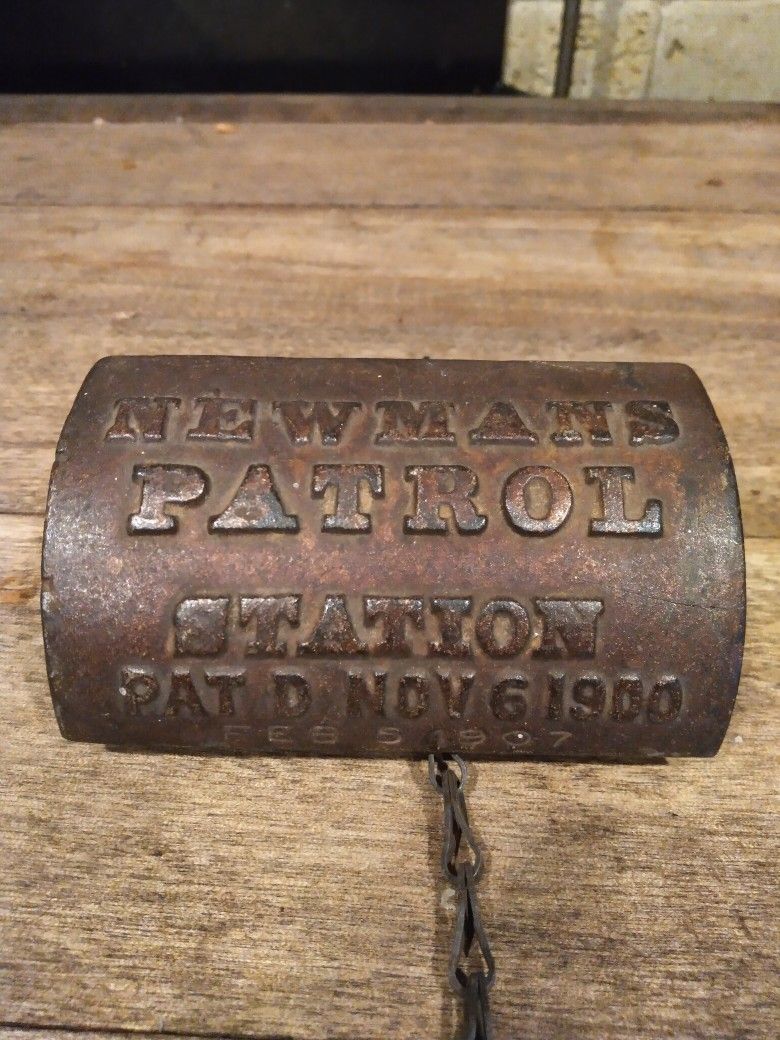 NEWMANS
PATROL
STATION
PAT D NOV 6 1900
FEB 5 1907